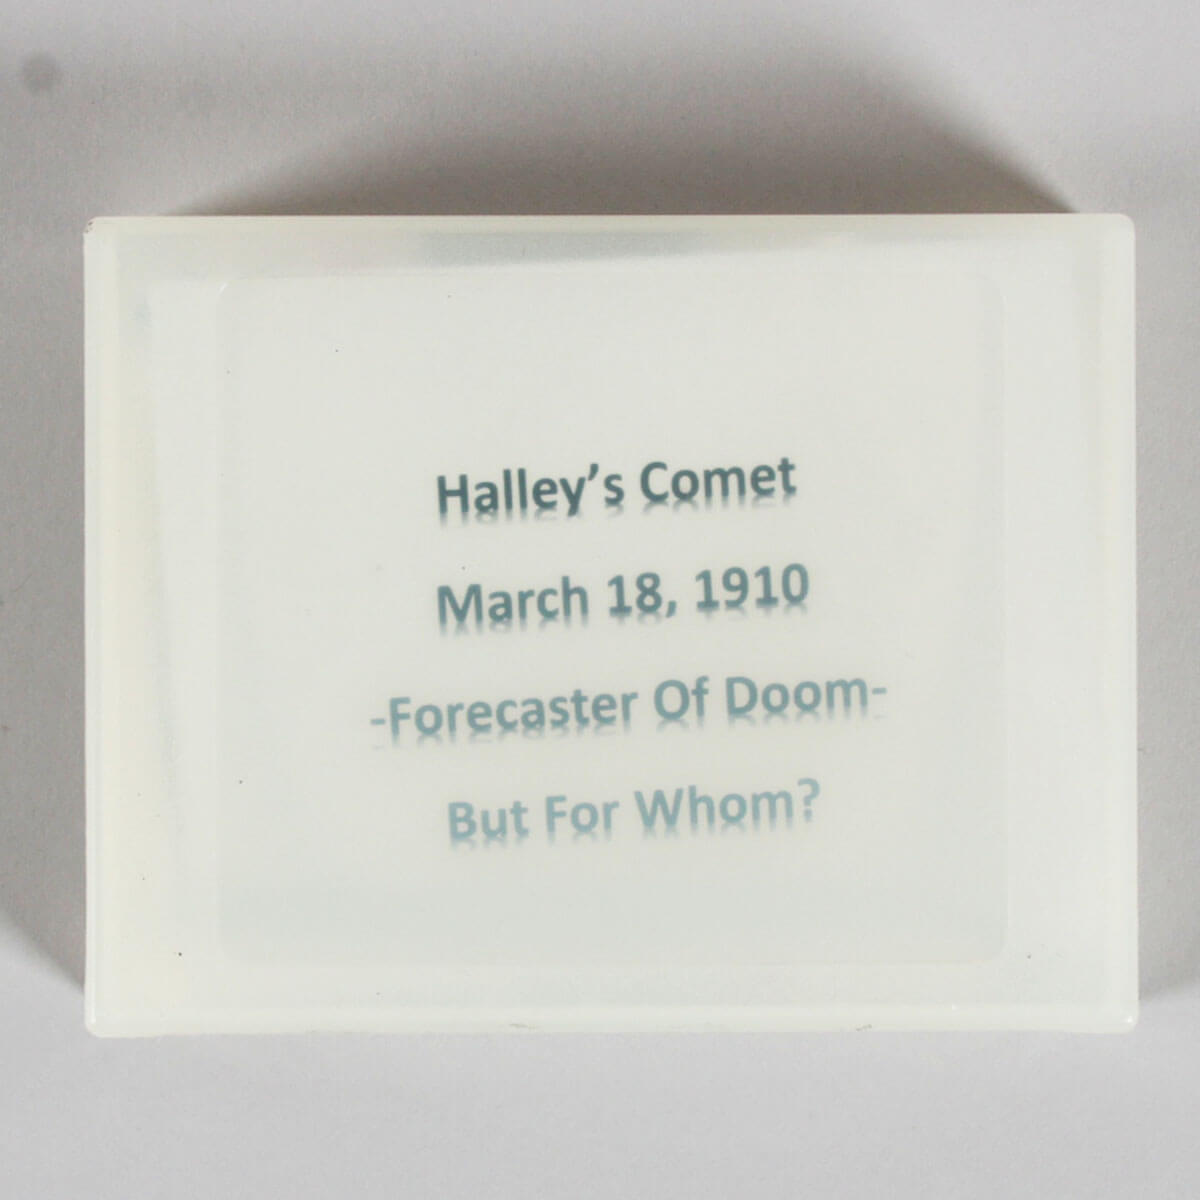 Halley’s Comet
March 18, 1910
-Forecaster Of Doom-
But For Whom?